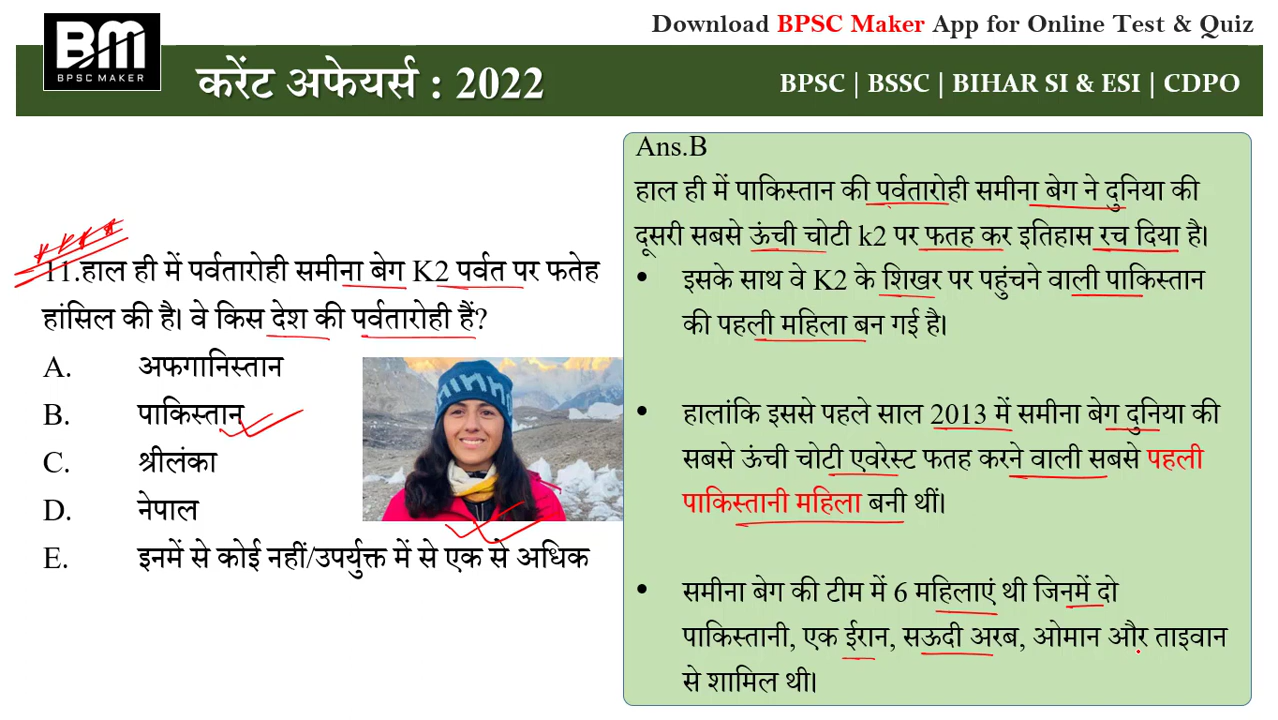 Download BPSC Maker App for Online Test & Quiz
BM
BPSC MAKER
करेंट अफेयर्स : 2022
BPSC | BSSC | BIHAR SI & ESI | CDPO
11.हाल ही में पर्वतारोही समीना बेग K2 पर्वत पर फतेह
हांसिल की है। वे किस देश की पर्वतारोही हैं?
A. अफगानिस्तान
B. पाकिस्तान
C. श्रीलंका
D. नेपाल
E. इनमें से कोई नहीं/उपर्युक्त में से एक से अधिक
Ans.B
हाल ही में पाकिस्तान की पर्वतारोही समीना बेग ने दुनिया की
दूसरी सबसे ऊंची चोटी k2 पर फतह कर इतिहास रच दिया है।
• इसके साथ वे K2 के शिखर पर पहुंचने वाली पाकिस्तान
की पहली महिला बन गई है।
• हालांकि इससे पहले साल 2013 में समीना बेग दुनिया की
सबसे ऊंची चोटी एवरेस्ट फतह करने वाली सबसे पहली
पाकिस्तानी महिला बनी थीं।
• समीना बेग की टीम में 6 महिलाएं थी जिनमें दो
पाकिस्तानी, एक ईरान, सऊदी अरब, ओमान और ताइवान
से शामिल थी।